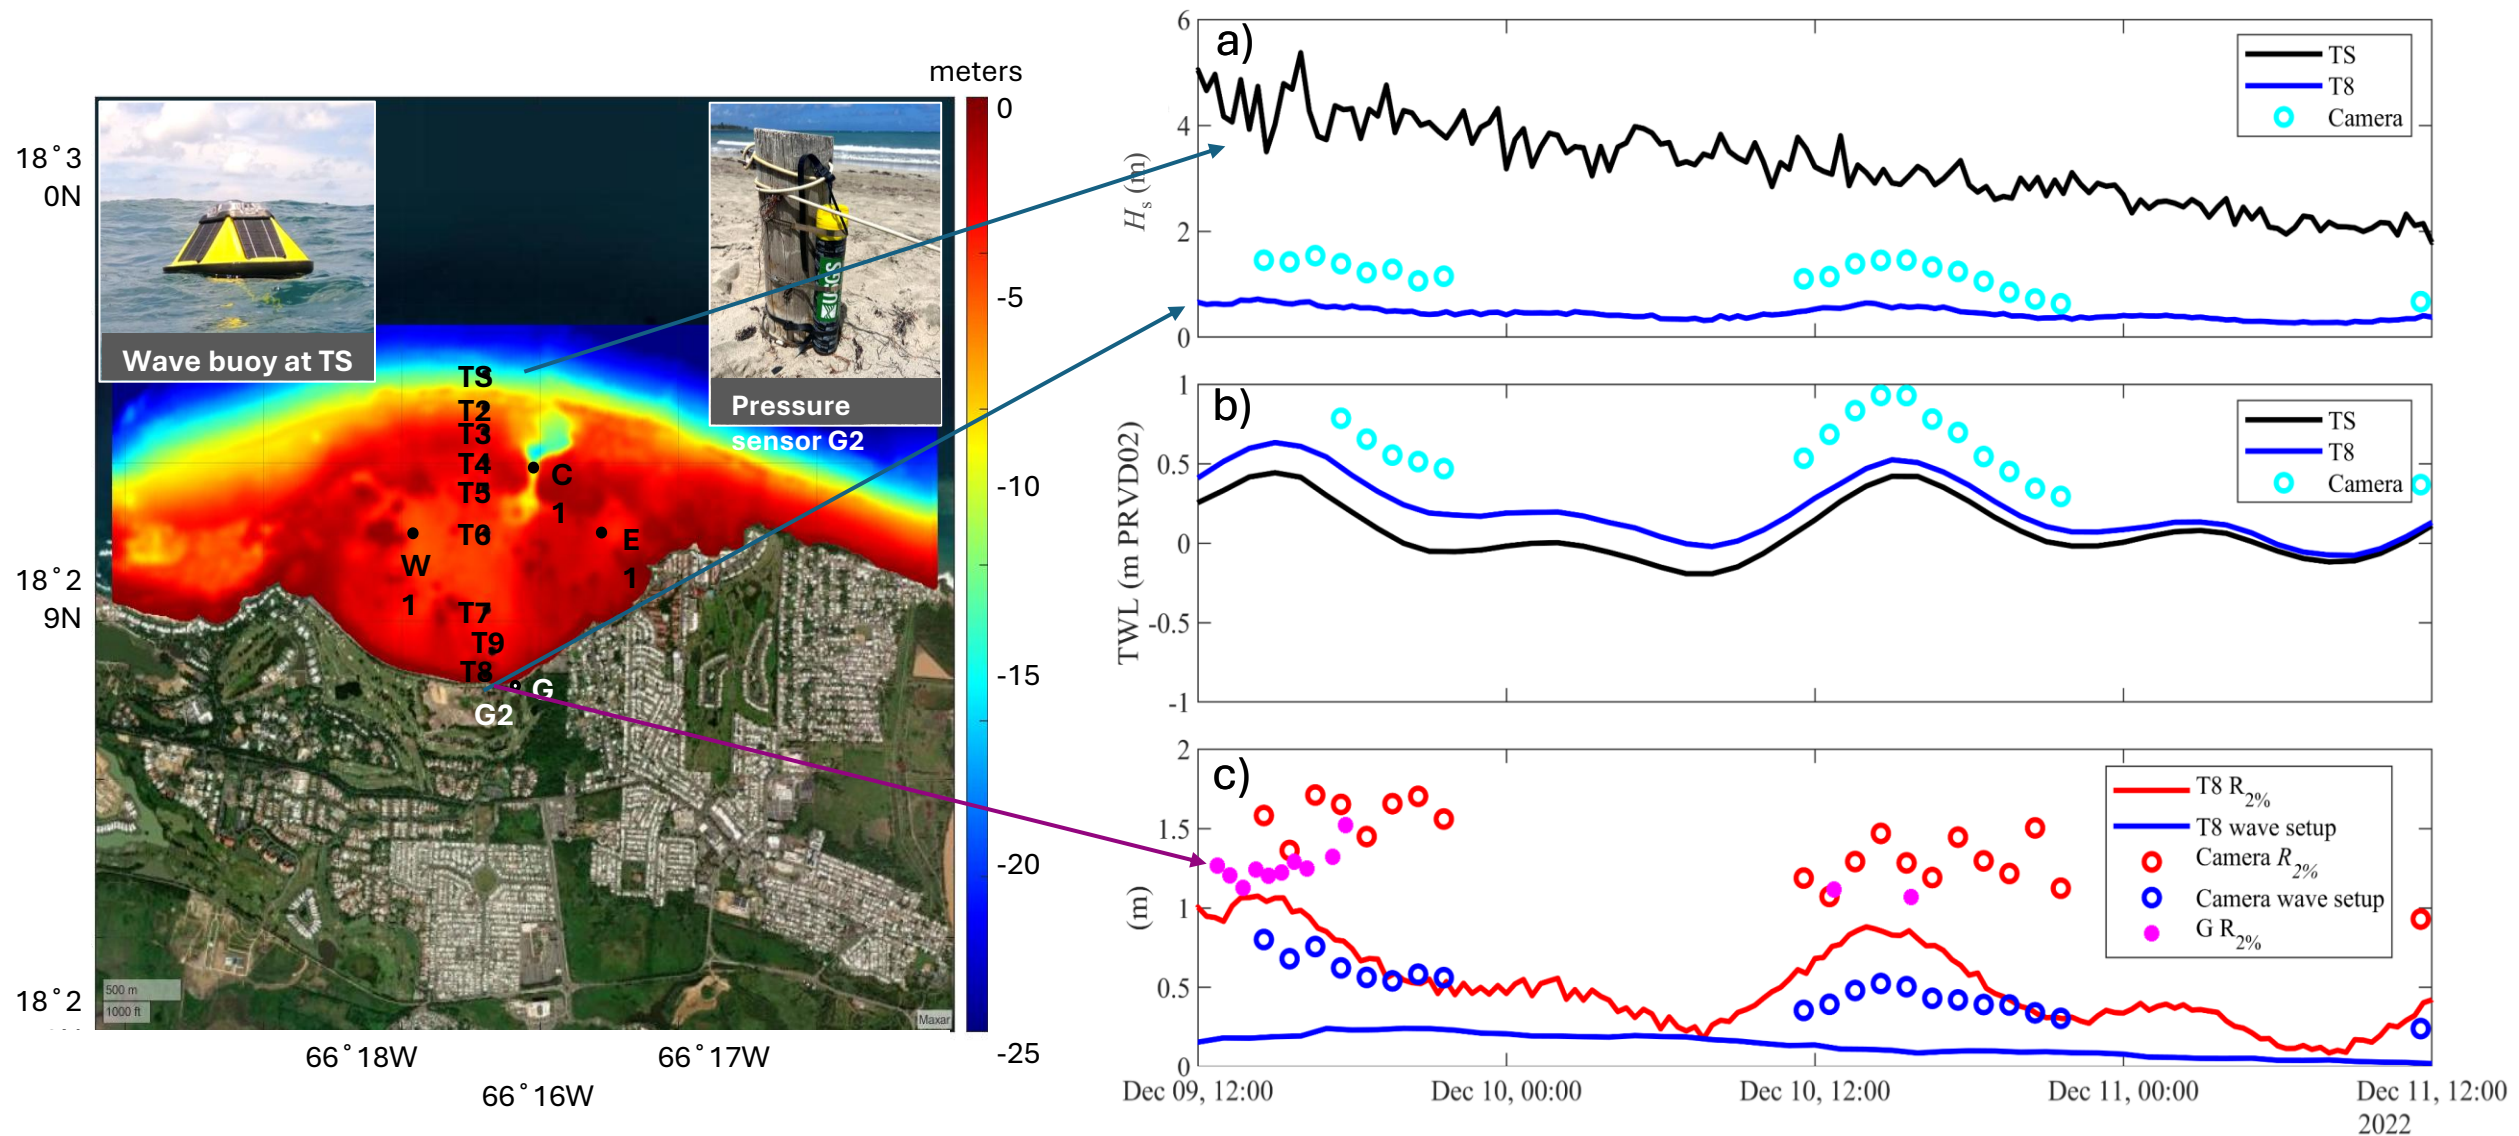 meters
0
-5
-10
-15
-20
-25
18°3
0N
18°2
9N
18°2
66°18W
66°17W
66°16W
Wave buoy at TS
Pressure
sensor G2
USGS
TS
T2
T3
T4
T5
T6
T7
T9
T8
C
1
E
1
W
1
G
G2
500 m
1000 ft
Maxar
a)
6
4
2
0
Hs (m)
TS
T8
Camera
b)
1
0.5
0
-0.5
-1
TWL (m PRVD02)
TS
T8
Camera
c)
2
1.5
1
0.5
0
(m)
T8 R2%
T8 wave setup
Camera R2%
Camera wave setup
G R2%
Dec 09, 12:00
Dec 10, 00:00
Dec 10, 12:00
Dec 11, 00:00
Dec 11, 12:00
2022